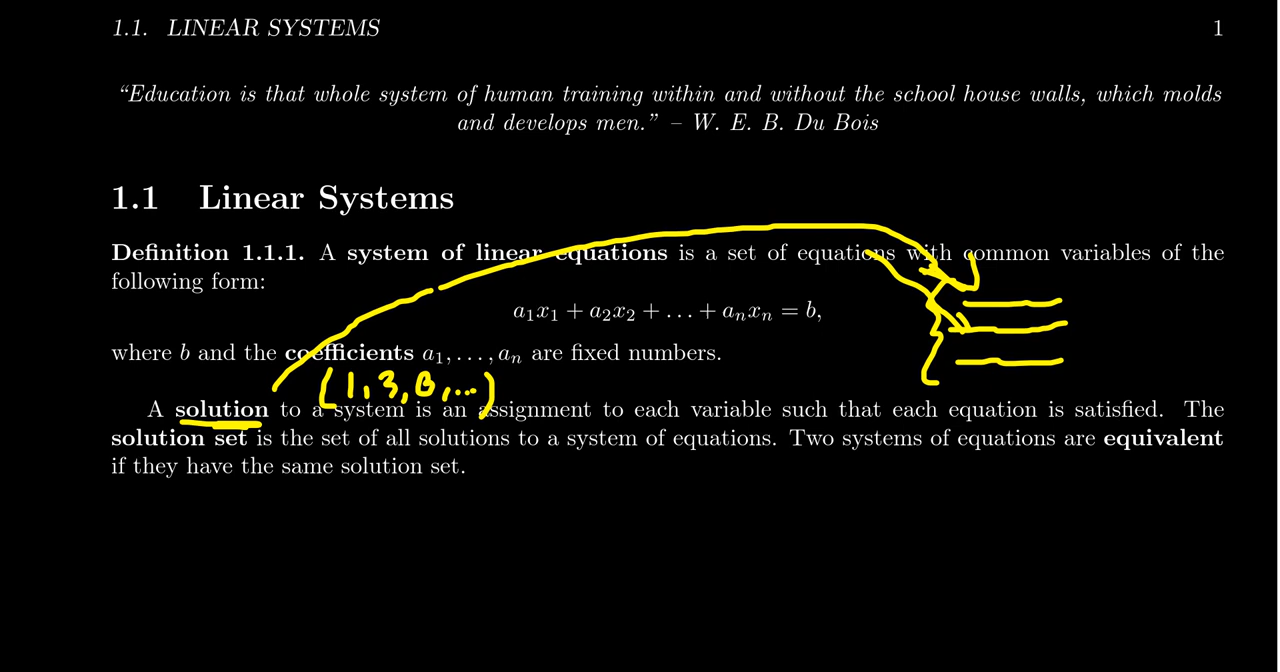 1.1. LINEAR SYSTEMS 1
“Education is that whole system of human training within and without the school house walls, which molds
and develops men.” – W. E. B. Du Bois
1.1 Linear Systems
Definition 1.1.1. A system of linear equations is a set of equations with common variables of the
following form:
a₁x₁ + a₂x₂ + . . . + aₙxₙ = b,
where b and the coefficients a₁, . . . , aₙ are fixed numbers.
(1, 3, , ...)
A solution to a system is an assignment to each variable such that each equation is satisfied. The
solution set is the set of all solutions to a system of equations. Two systems of equations are equivalent
if they have the same solution set.